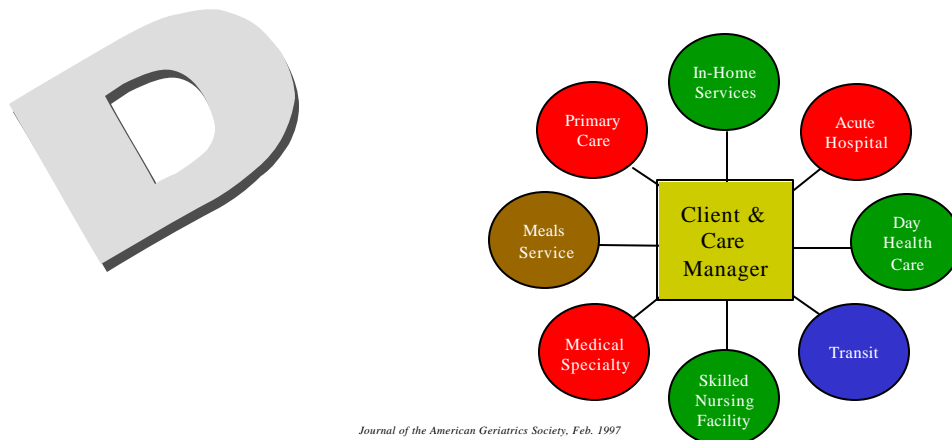 D
In-Home
Services
Primary
Care
Acute
Hospital
Client &
Care
Manager
Meals
Service
Day
Health
Care
Medical
Specialty
Transit
Skilled
Nursing
Facility
Journal of the American Geriatrics Society, Feb. 1997